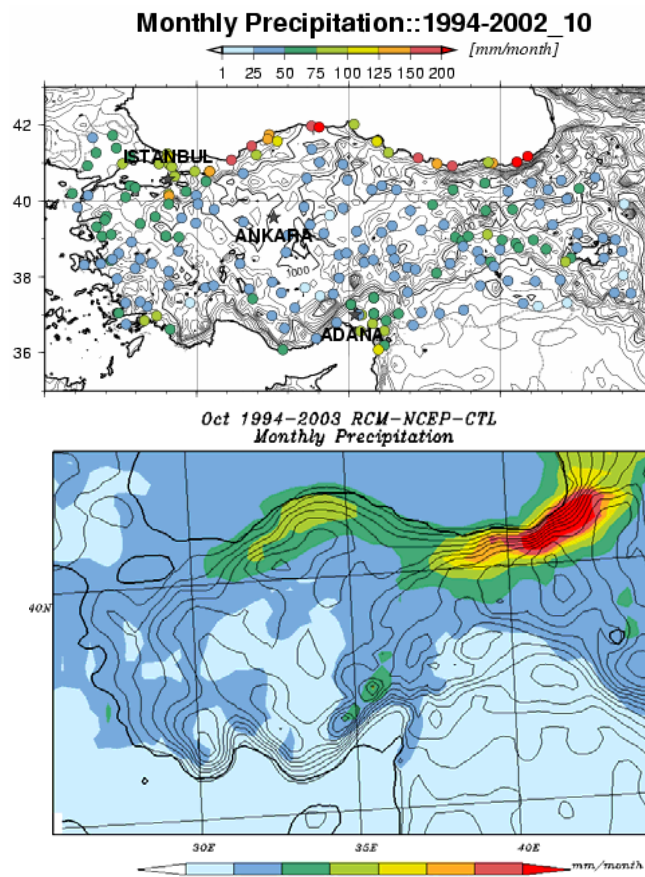 Monthly Precipitation::1994-2002_10
[mm/month]
1 25 50 75 100 125 150 200
42
ISTANBUL
40
ANKARA
1000
38
ADANA
36
Oct 1994-2003 RCM-NCEP-CTL
Monthly Precipitation
40N
30E 35E 40E
mm/month